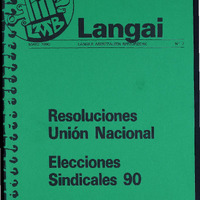 LAB
Langai
Resoluciones
Unión Nacional
Elecciones
Sindicales 90